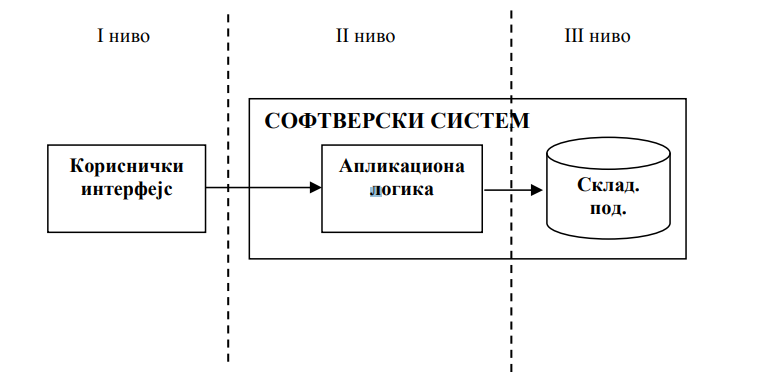 I ниво
II ниво
III ниво
СОФТВЕРСКИ СИСТЕМ
Кориснички
интерфејс
Апликациона
логика
Склад.
под.